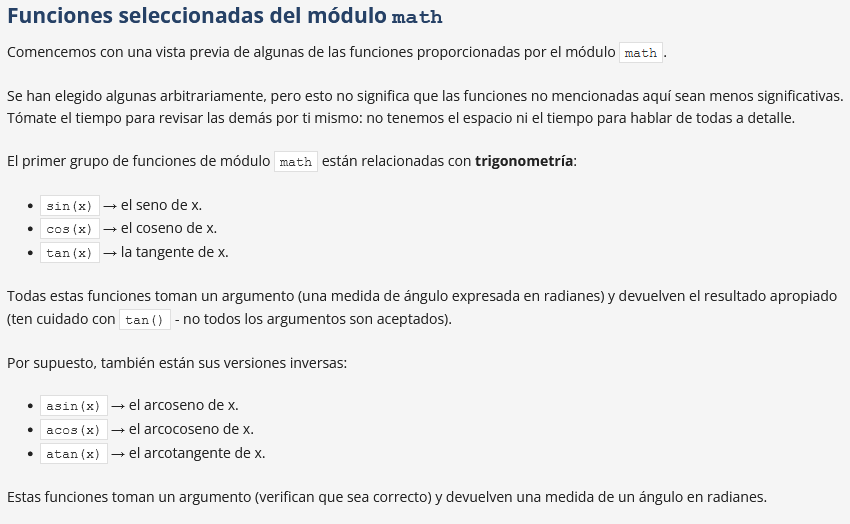 Funciones seleccionadas del módulo math
Comencemos con una vista previa de algunas de las funciones proporcionadas por el módulo math.
Se han elegido algunas arbitrariamente, pero esto no significa que las funciones no mencionadas aquí sean menos significativas.
Tómate el tiempo para revisar las demás por ti mismo: no tenemos el espacio ni el tiempo para hablar de todas a detalle.
El primer grupo de funciones de módulo math están relacionadas con trigonometría:
• sin(x) → el seno de x.
• cos(x) → el coseno de x.
• tan(x) → la tangente de x.
Todas estas funciones toman un argumento (una medida de ángulo expresada en radianes) y devuelven el resultado apropiado
(ten cuidado con tan() - no todos los argumentos son aceptados).
Por supuesto, también están sus versiones inversas:
• asin(x) → el arcoseno de x.
• acos(x) → el arcocoseno de x.
• atan(x) → el arcotangente de x.
Estas funciones toman un argumento (verifican que sea correcto) y devuelven una medida de un ángulo en radianes.